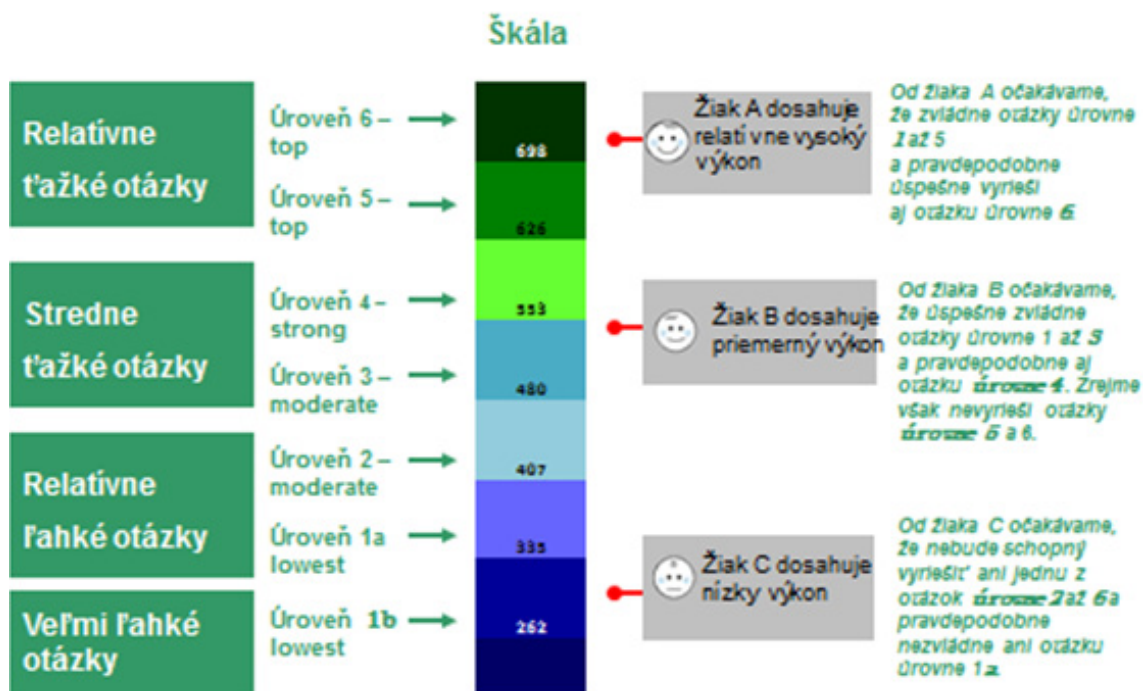 Škála
Relatívne
ťažké otázky
Stredne
ťažké otázky
Relatívne
ľahké otázky
Veľmi ľahké
otázky
Úroveň 6 –
top
Úroveň 5 –
top
Úroveň 4 –
strong
Úroveň 3 –
moderate
Úroveň 2 –
moderate
Úroveň 1a
lowest
Úroveň 1b
lowest
698
626
553
480
407
335
262
Žiak A dosahuje
relatívne vysoký
výkon
Žiak B dosahuje
priemerný výkon
Žiak C dosahuje
nízky výkon
Od žiaka A očakávame,
že zvládne otázky úrovne
1 až 5
a pravdepodobne
úspešne vyrieši
aj otázku úrovne 6.
Od žiaka B očakávame,
že úspešne zvládne
otázky úrovne 1 až 3
a pravdepodobne aj
otázku úrovne 4. Zrejme
však nevyrieši otázky
úrovne 5 a 6.
Od žiaka C očakávame,
že nebude schopný
vyriešiť ani jednu z
otázok úrovne 2 až 6 a
pravdepodobne
nezvládne ani otázku
úrovne 1a.